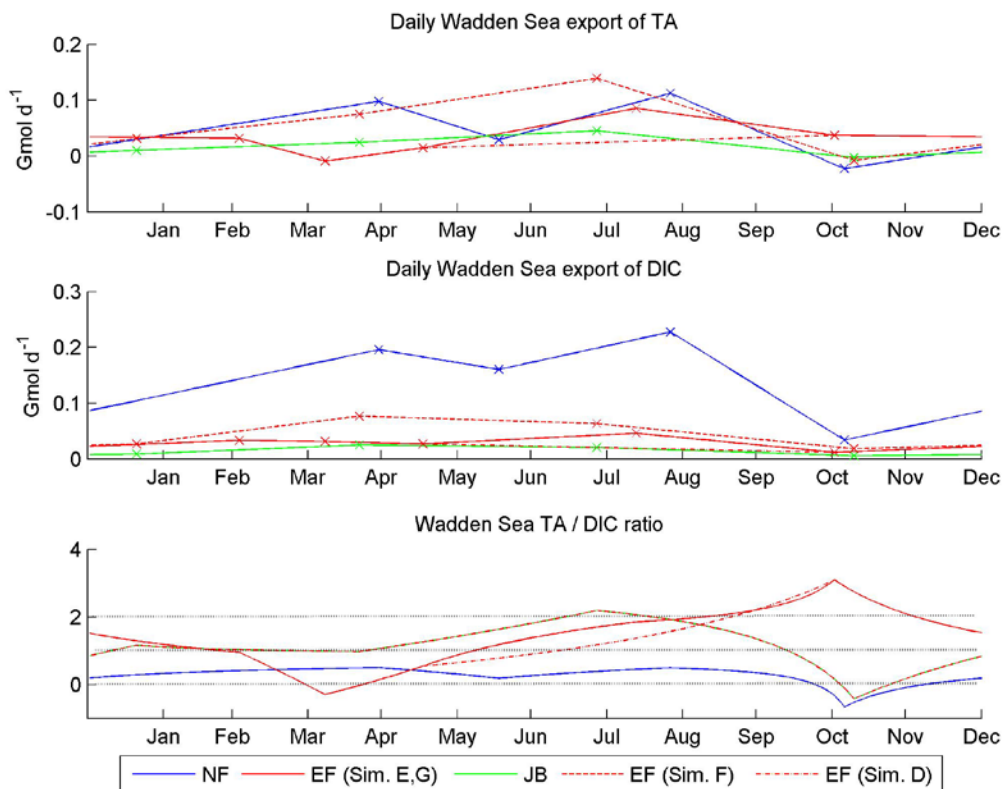 Daily Wadden Sea export of TA
Gmol d⁻¹
0.2
0.1
0
-0.1
Jan Feb Mar Apr May Jun Jul Aug Sep Oct Nov Dec
Daily Wadden Sea export of DIC
Gmol d⁻¹
0.3
0.2
0.1
0
Jan Feb Mar Apr May Jun Jul Aug Sep Oct Nov Dec
Wadden Sea TA / DIC ratio
4
2
0
Jan Feb Mar Apr May Jun Jul Aug Sep Oct Nov Dec
NF EF (Sim. E,G) JB EF (Sim. F) EF (Sim. D)